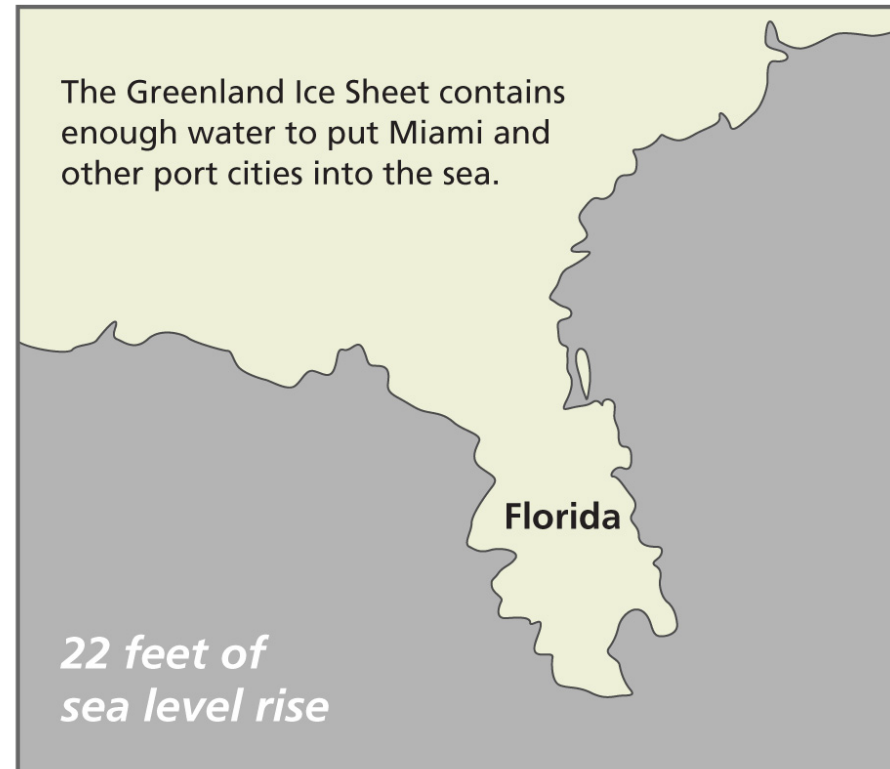 The Greenland Ice Sheet contains
enough water to put Miami and
other port cities into the sea.
Florida
22 feet of
sea level rise